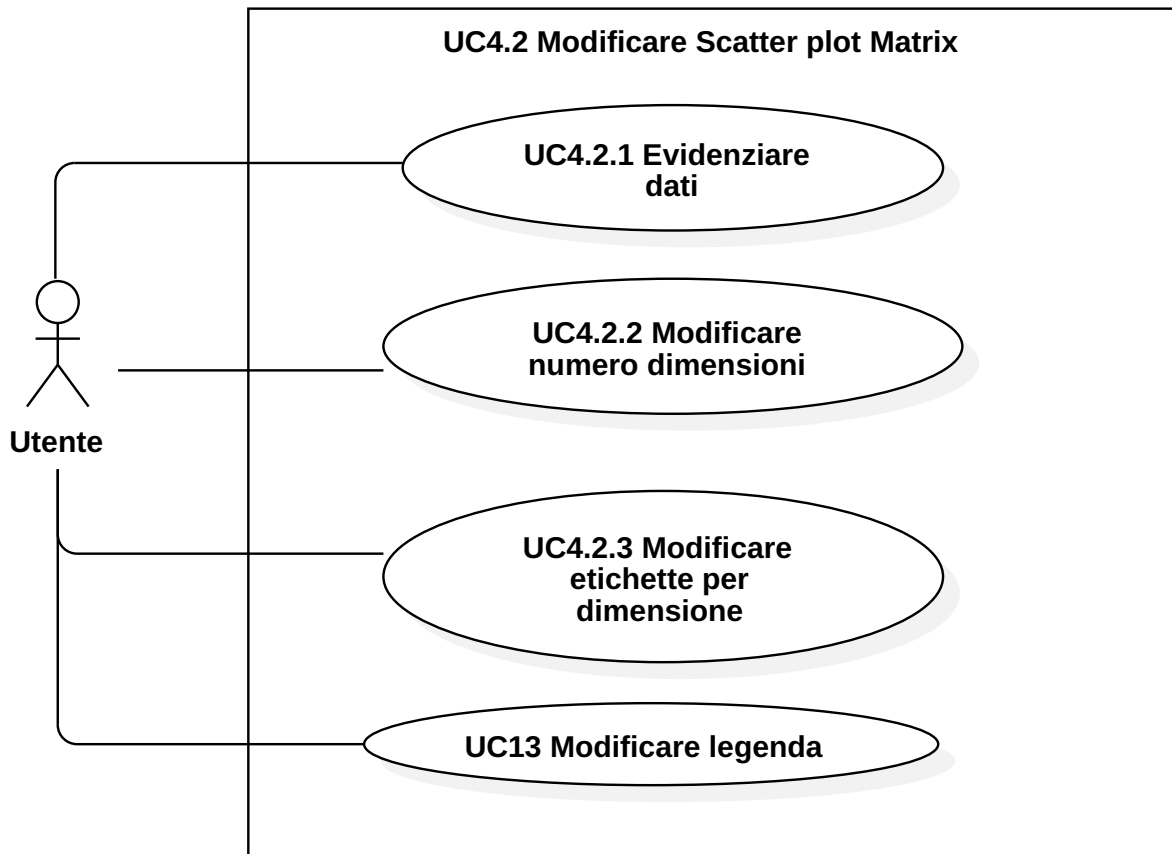 UC4.2 Modificare Scatter plot Matrix
UC4.2.1 Evidenziare
dati
UC4.2.2 Modificare
numero dimensioni
Utente
UC4.2.3 Modificare
etichette per
dimensione
UC13 Modificare legenda